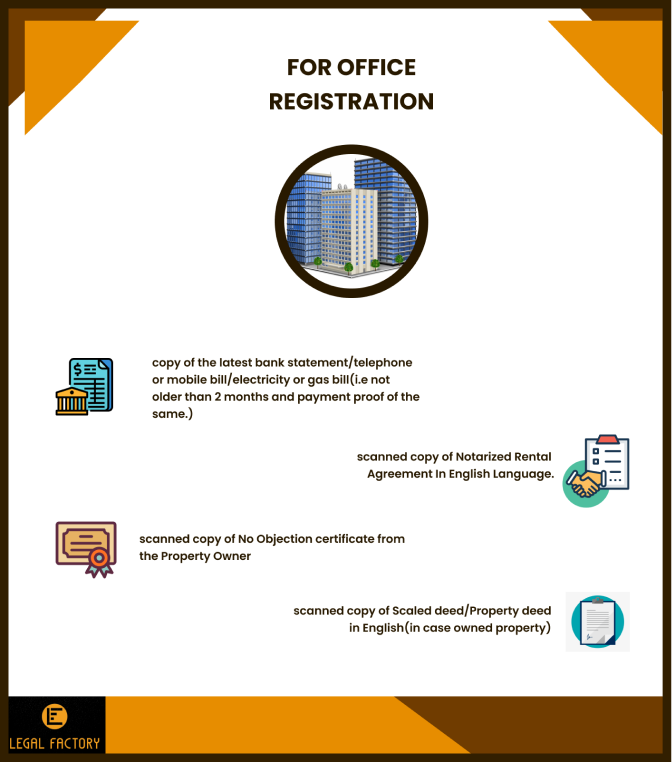 FOR OFFICE
REGISTRATION
$
copy of the latest bank statement/telephone
or mobile bill/electricity or gas bill(i.e not
older than 2 months and payment proof of the
same.)
scanned copy of Notarized Rental
Agreement In English Language.
scanned copy of No Objection certificate from
the Property Owner
scanned copy of Scaled deed/Property deed
in English(in case owned property)
LEGAL FACTORY